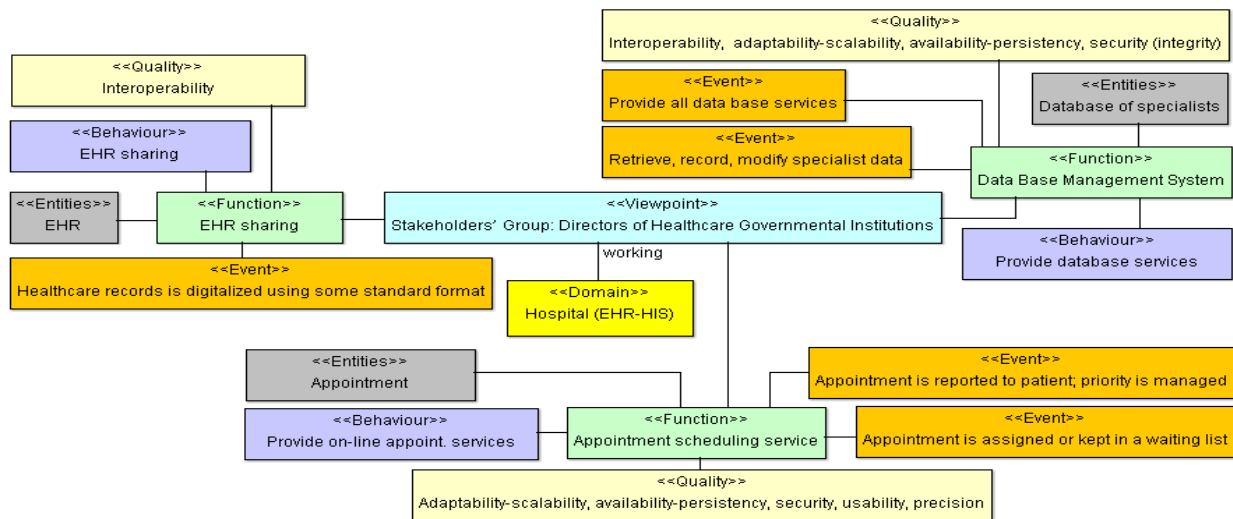 <<Quality>>
Interoperability,  adaptability-scalability, availability-persistency, security (integrity)
<<Quality>>
Interoperability
<<Event>>
Provide all data base services
<<Entities>>
Database of specialists
<<Behaviour>>
EHR sharing
<<Event>>
Retrieve, record, modify specialist data
<<Function>>
Data Base Management System
<<Entities>>
EHR
<<Function>>
EHR sharing
<<Viewpoint>>
Stakeholders’ Group: Directors of Healthcare Governmental Institutions
working
<<Behaviour>>
Provide database services
<<Event>>
Healthcare records is digitalized using some standard format
<<Domain>>
Hospital (EHR-HIS)
<<Entities>>
Appointment
<<Event>>
Appointment is reported to patient; priority is managed
<<Behaviour>>
Provide on-line appoint. services
<<Function>>
Appointment scheduling service
<<Event>>
Appointment is assigned or kept in a waiting list
<<Quality>>
Adaptability-scalability, availability-persistency, security, usability, precision